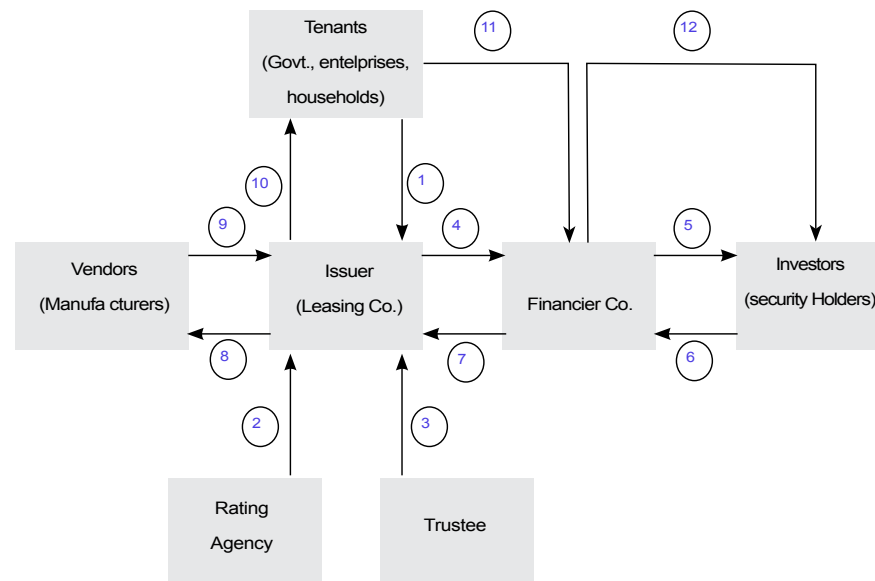 Tenants
(Govt., entelprises,
households)
11
12
10
1
9
4
5
Vendors
(Manufa cturers)
Issuer
(Leasing Co.)
Financier Co.
Investors
(security Holders)
8
7
6
2
3
Rating
Agency
Trustee